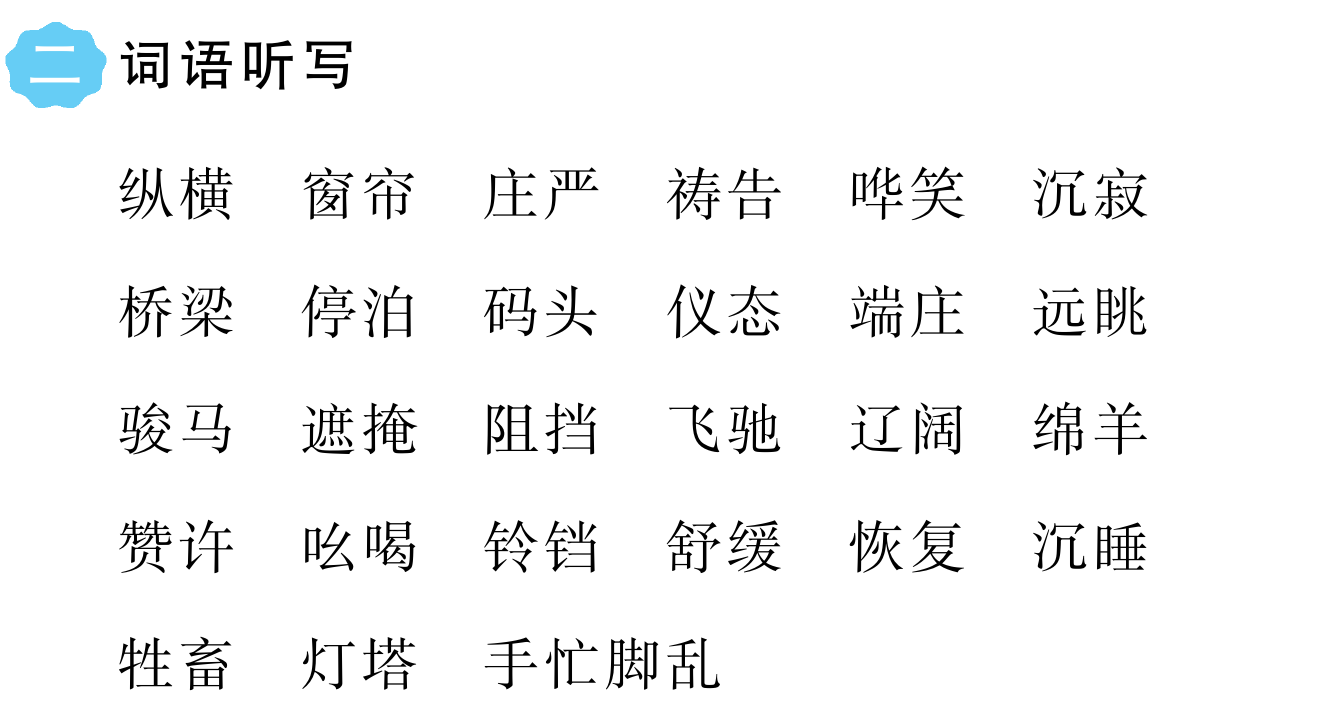 二 词语听写
纵横 窗帘 庄严 祷告 哗笑 沉寂
桥梁 停泊 码头 仪态 端庄 远眺
骏马 遮掩 阻挡 飞驰 辽阔 绵羊
赞许 吆喝 铃铛 舒缓 恢复 沉睡
牲畜 灯塔 手忙脚乱